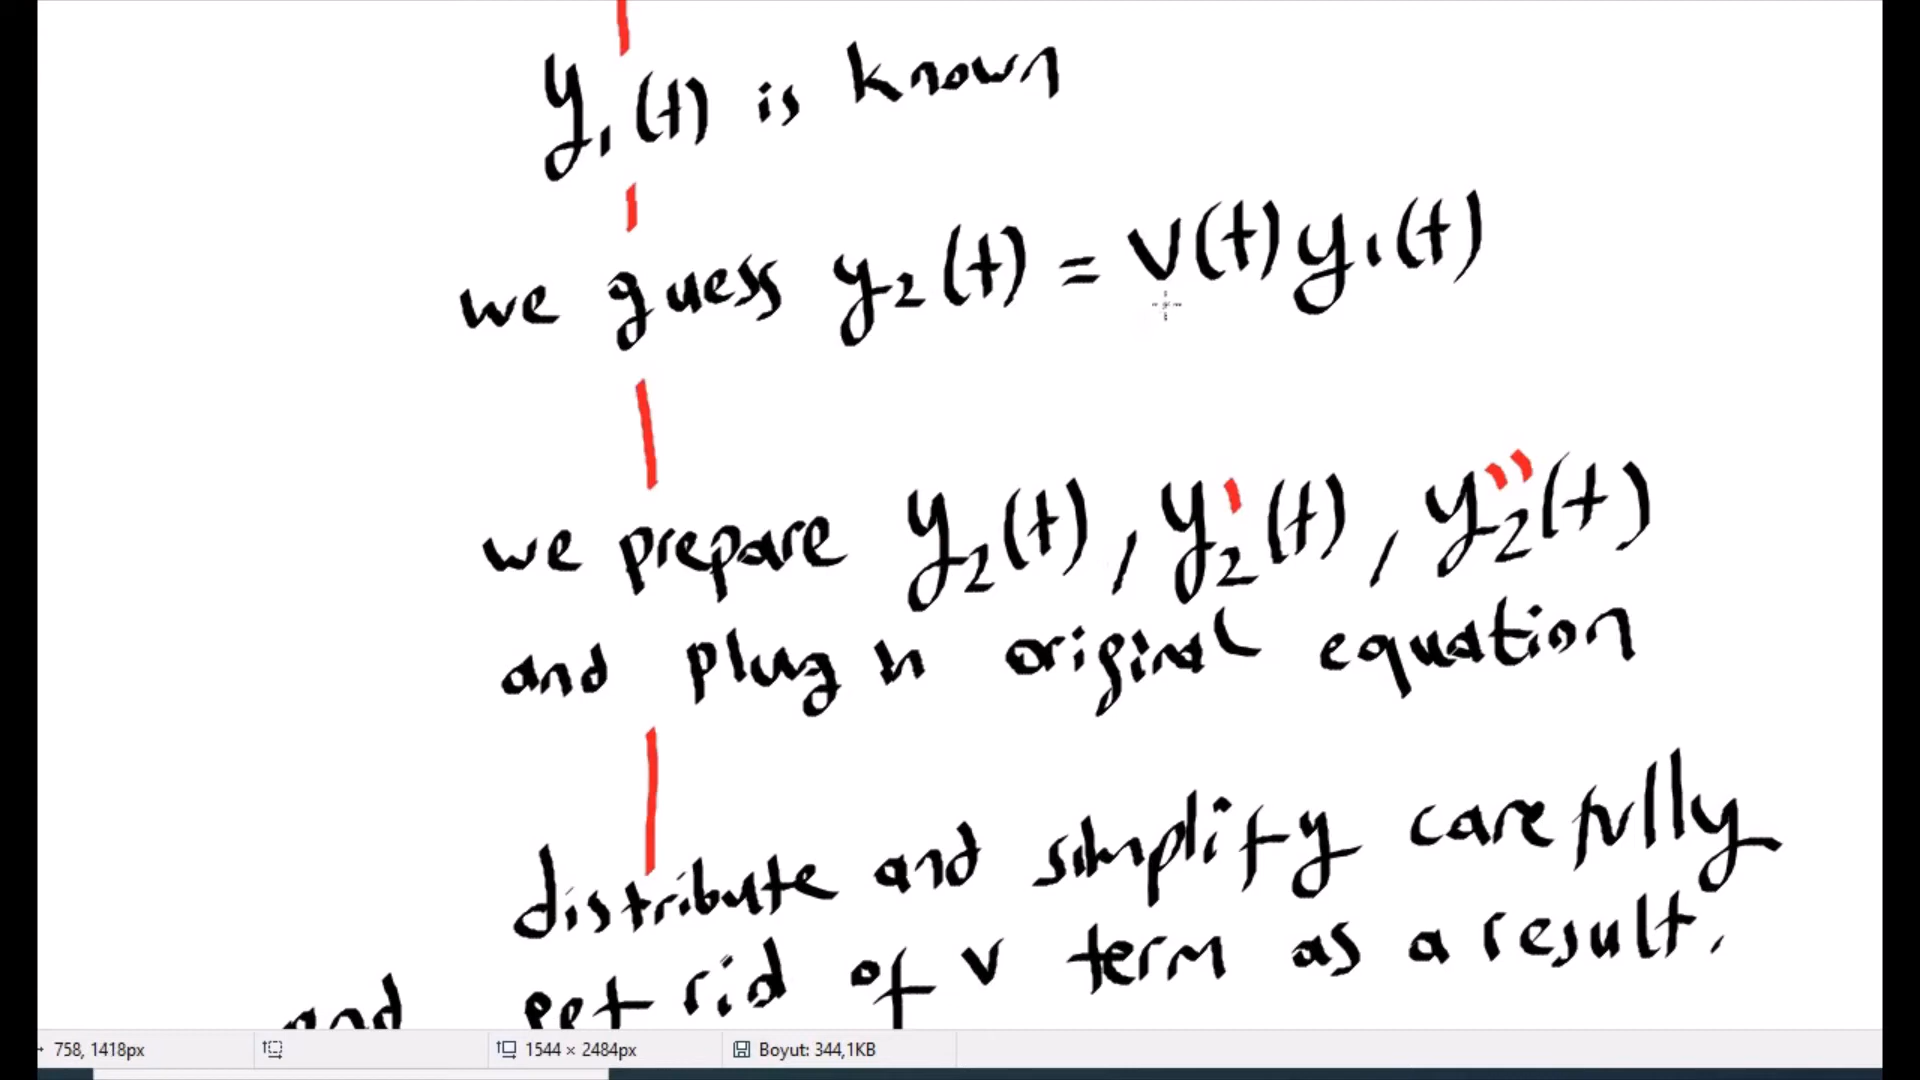 y₁(t) is known
we guess y₂(t) = v(t)y₁(t)
we prepare y₂(t), y₂'(t), y₂''(t)
and plug in original equation
distribute and simplify carefully
and get rid of v term as a result.
758, 1418px 1544 × 2484px Boyut: 344,1KB